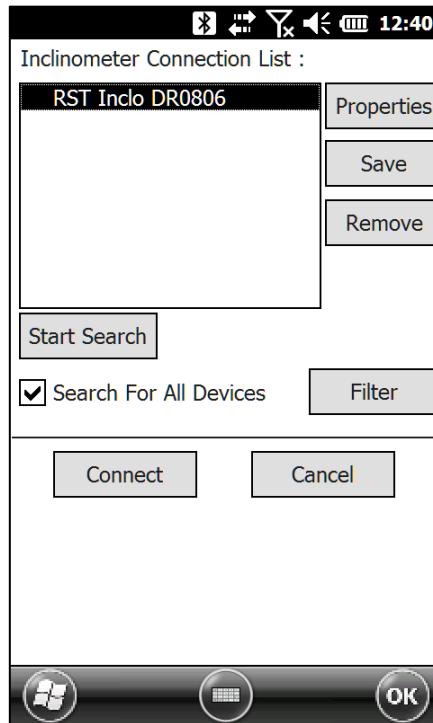 12:40
Inclinometer Connection List :
RST Inclo DR0806
Properties
Save
Remove
Start Search
Search For All Devices
Filter
Connect
Cancel
OK